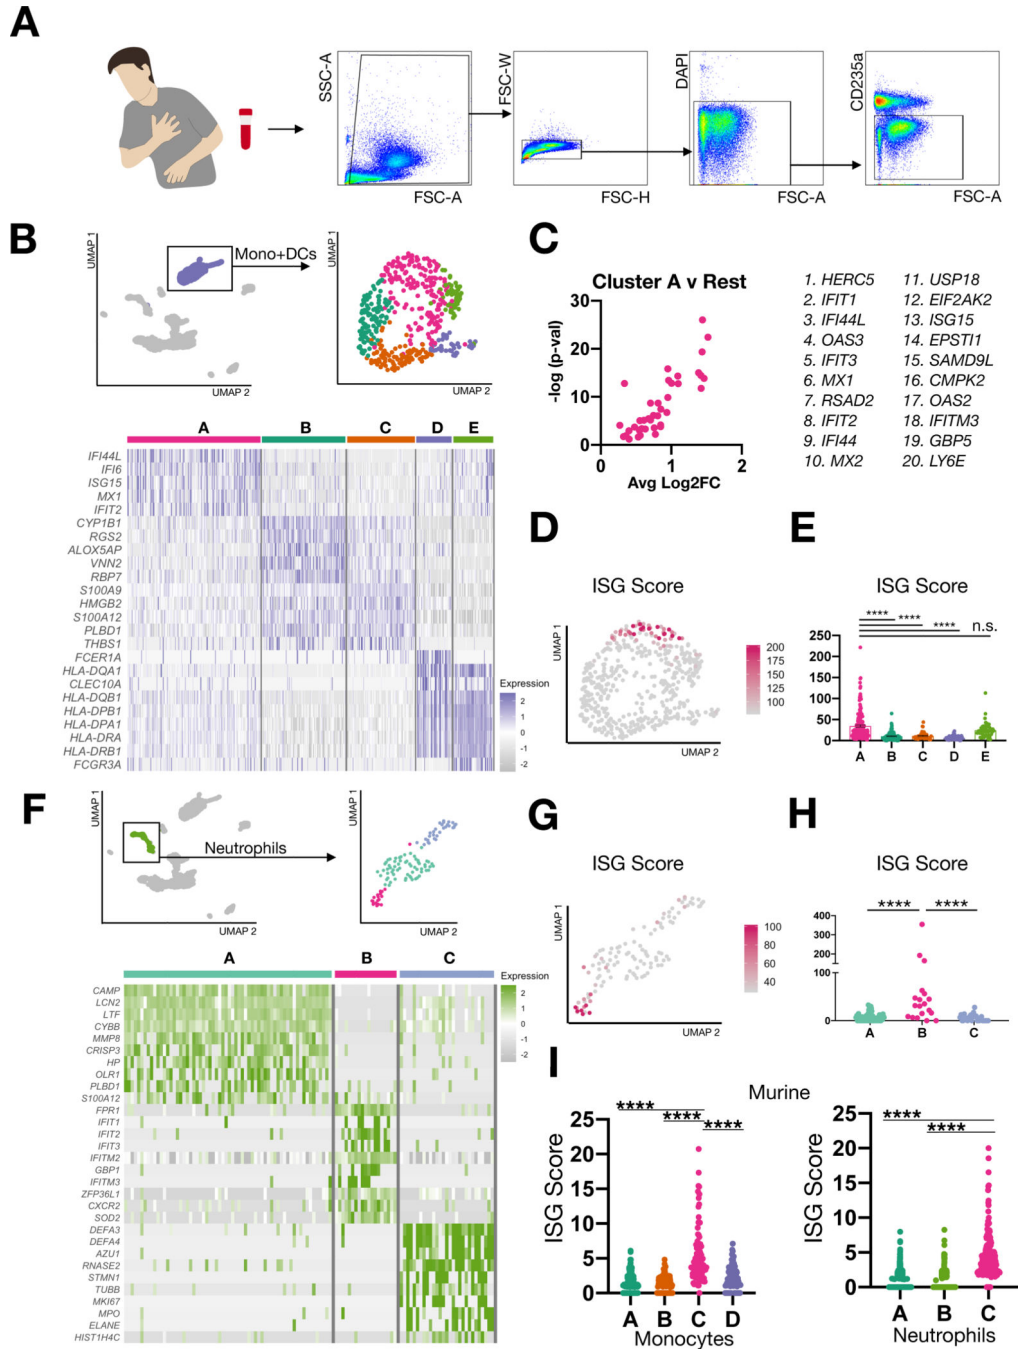 A
SSC-A
FSC-A
FSC-W
FSC-H
DAPI
FSC-A
CD235a
FSC-A
B
UMAP 1
UMAP 2
Mono+DCs
UMAP 1
UMAP 2
A B C D E
IFI44L
IFI6
ISG15
MX1
IFIT2
CYP1B1
RGS2
ALOX5AP
VNN2
RBP7
S100A9
HMGB2
S100A12
PLBD1
THBS1
FCER1A
HLA-DQA1
CLEC10A
HLA-DQB1
HLA-DPB1
HLA-DPA1
HLA-DRA
HLA-DRB1
FCGR3A
Expression
2
1
0
-1
-2
C
Cluster A v Rest
-log (p-val)
30
20
10
0
0 1 2
Avg Log2FC
1. HERC5
2. IFIT1
3. IFI44L
4. OAS3
5. IFIT3
6. MX1
7. RSAD2
8. IFIT2
9. IFI44
10. MX2
11. USP18
12. EIF2AK2
13. ISG15
14. EPSTI1
15. SAMD9L
16. CMPK2
17. OAS2
18. IFITM3
19. GBP5
20. LY6E
D
ISG Score
UMAP 1
UMAP 2
200
175
150
125
100
E
ISG Score
****
****
****
n.s.
250
200
150
100
50
0
A B C D E
F
UMAP 1
UMAP 2
Neutrophils
UMAP 1
UMAP 2
A B C
CAMP
LCN2
LTF
CYBB
MMP8
CRISP3
HP
OLR1
PLBD1
S100A12
FPR1
IFIT1
IFIT2
IFIT3
IFITM2
GBP1
IFITM3
ZFP36L1
CXCR2
SOD2
DEFA3
DEFA4
AZU1
RNASE2
STMN1
TUBB
MKI67
MPO
ELANE
HIST1H4C
Expression
2
1
0
-1
-2
G
ISG Score
UMAP 1
UMAP 2
100
80
60
40
H
ISG Score
**** ****
400
300
200
100
0
A B C
I
Murine
ISG Score
25
20
15
10
5
0
****
****
****
A B C D
Monocytes
ISG Score
25
20
15
10
5
0
****
****
A B C
Neutrophils